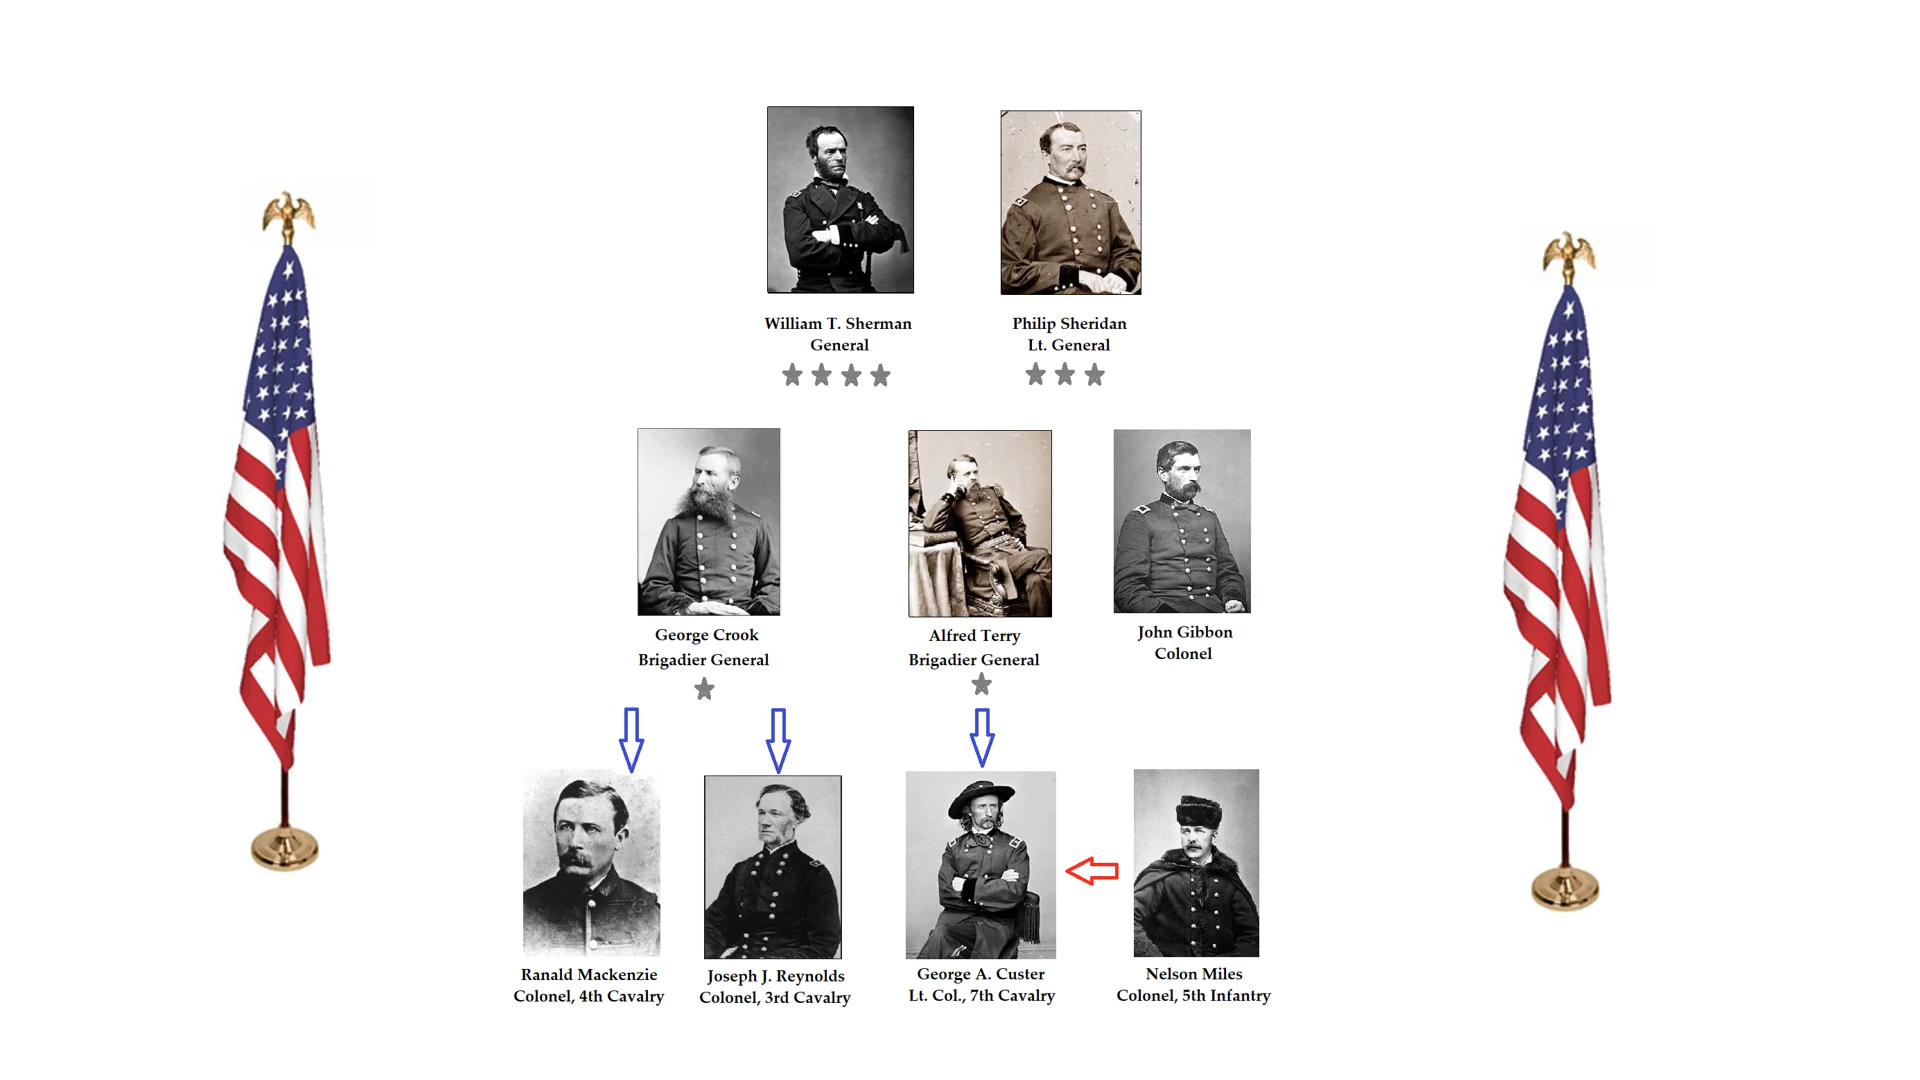 William T. Sherman
General
Philip Sheridan
Lt. General
George Crook
Brigadier General
Alfred Terry
Brigadier General
John Gibbon
Colonel
Ranald Mackenzie
Colonel, 4th Cavalry
Joseph J. Reynolds
Colonel, 3rd Cavalry
George A. Custer
Lt. Col., 7th Cavalry
Nelson Miles
Colonel, 5th Infantry